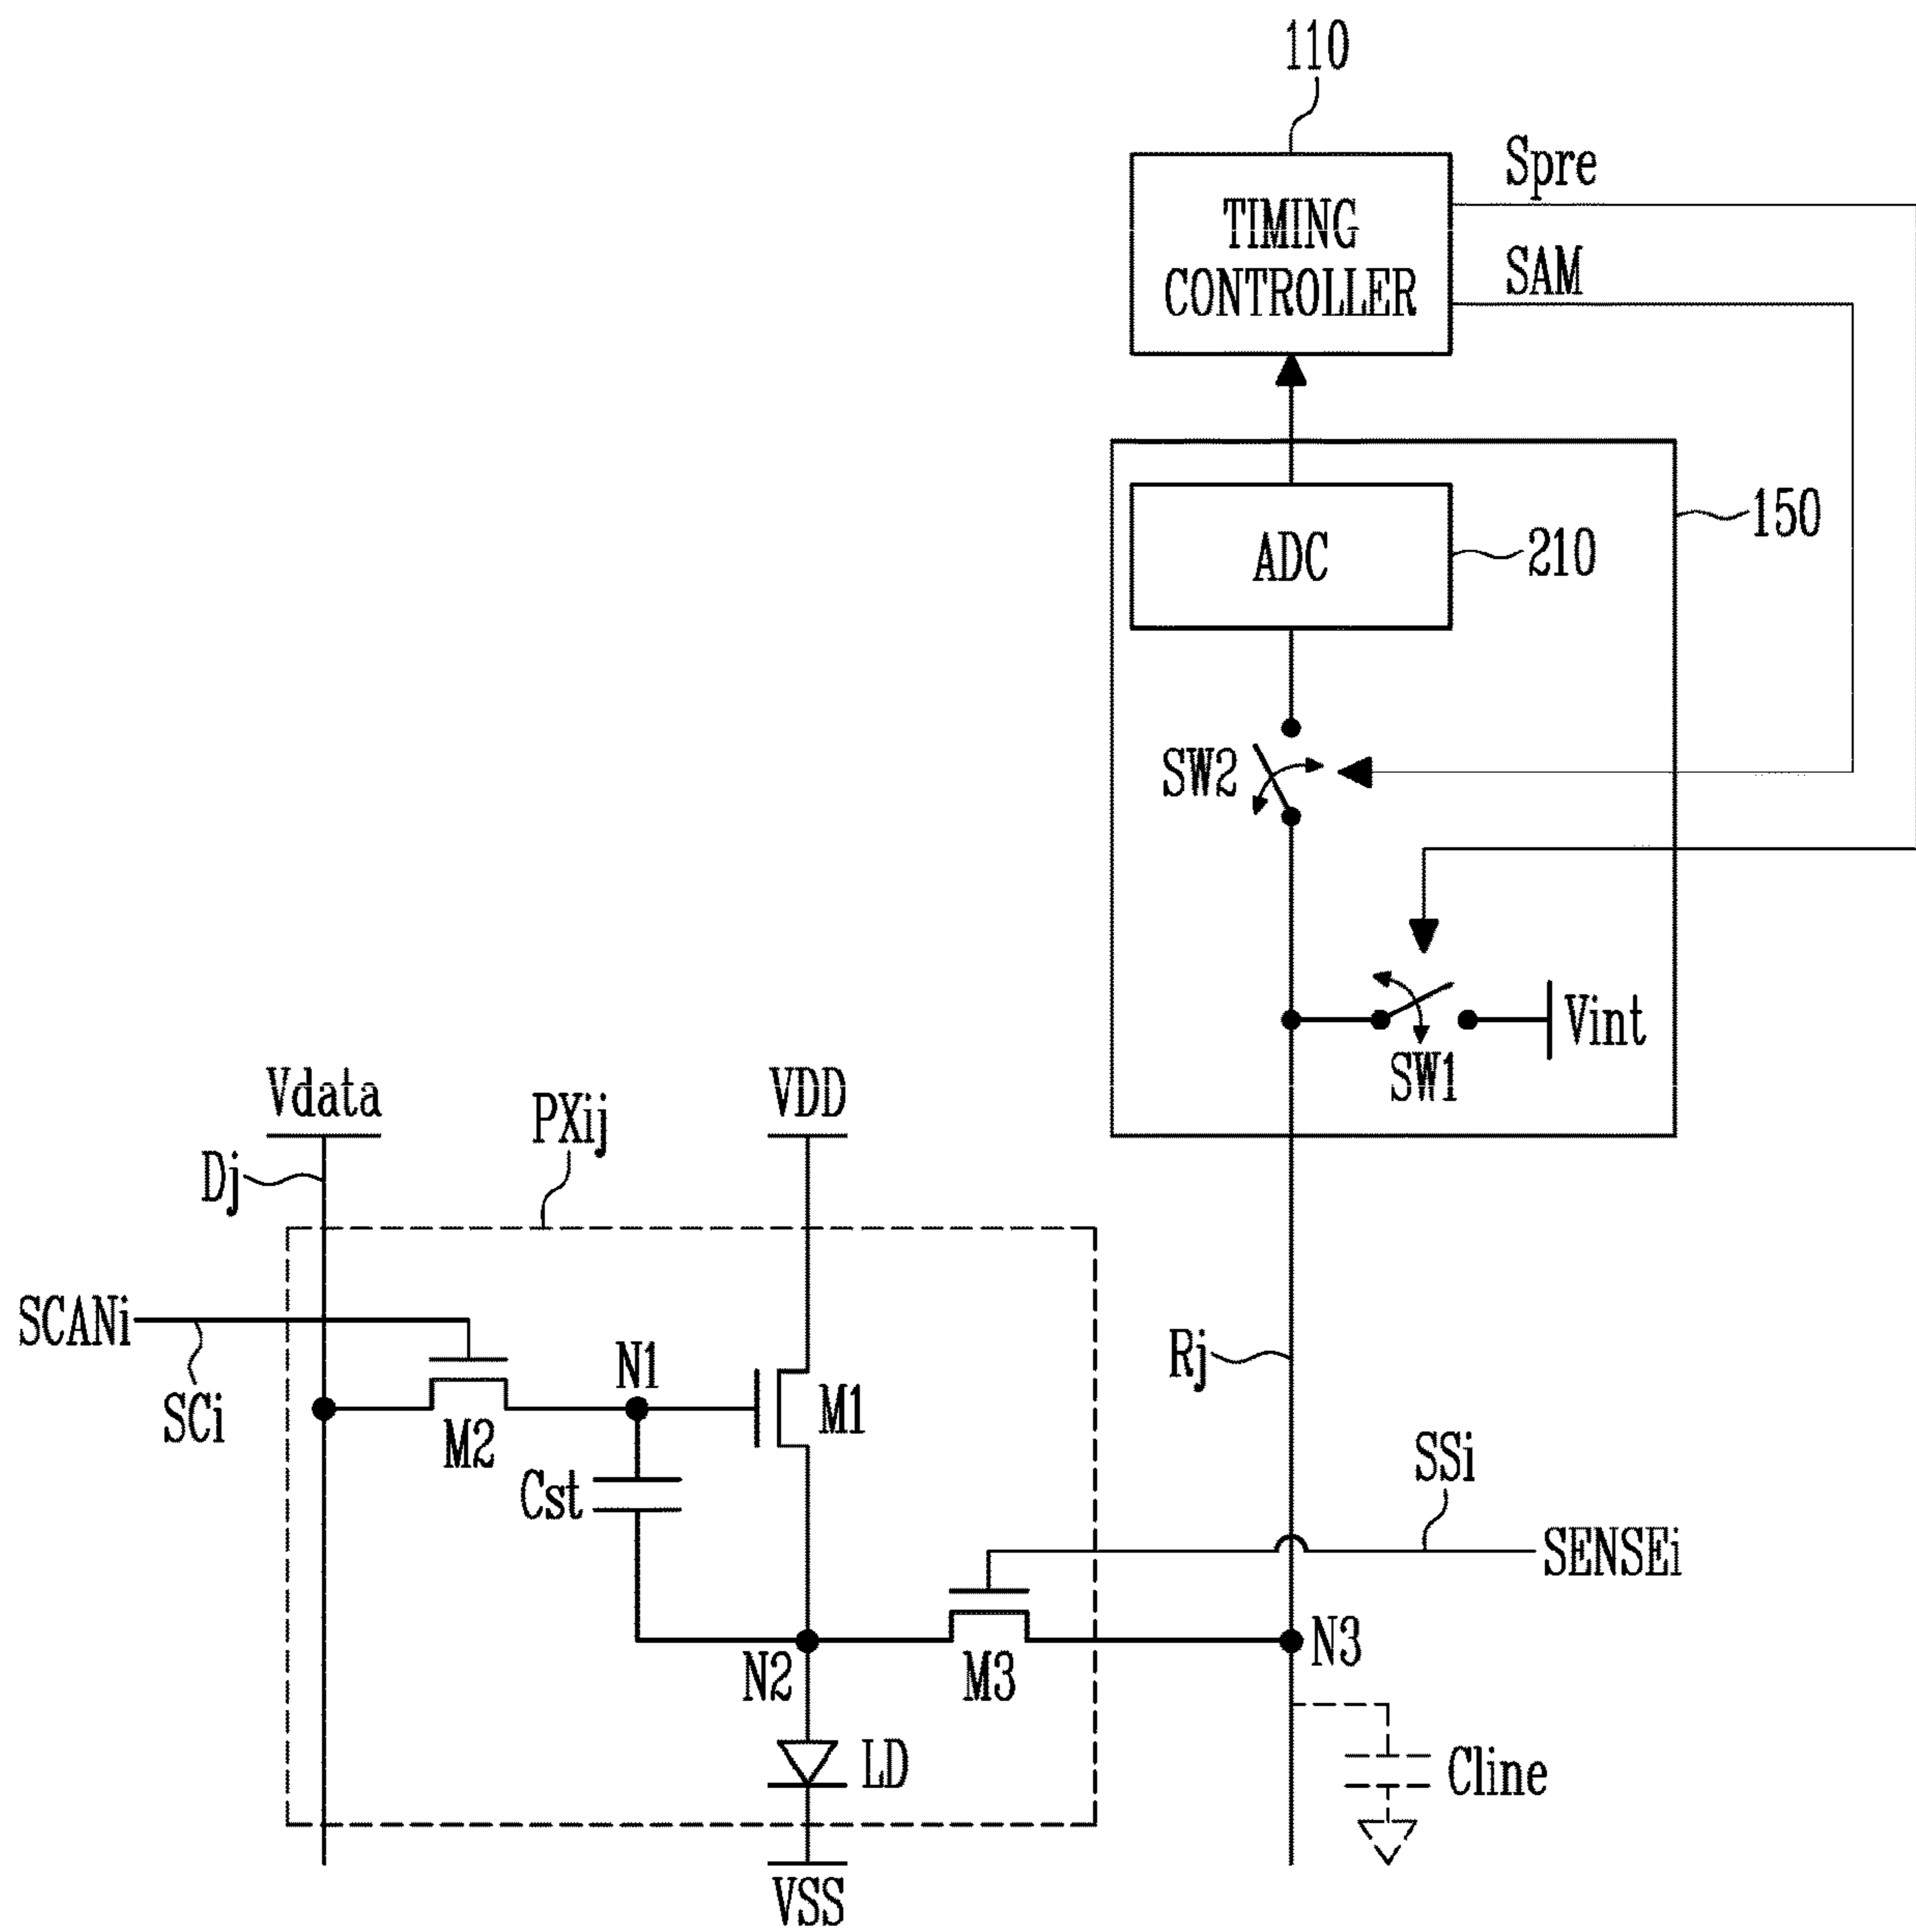 110
Spre
TIMING
CONTROLLER
SAM
ADC
210
150
SW2
Vint
SW1
Vdata
PXij
VDD
Dj
SCANi
SCi
M2
N1
M1
Rj
Cst
SSi
SENSEi
N2
M3
N3
LD
Cline
VSS